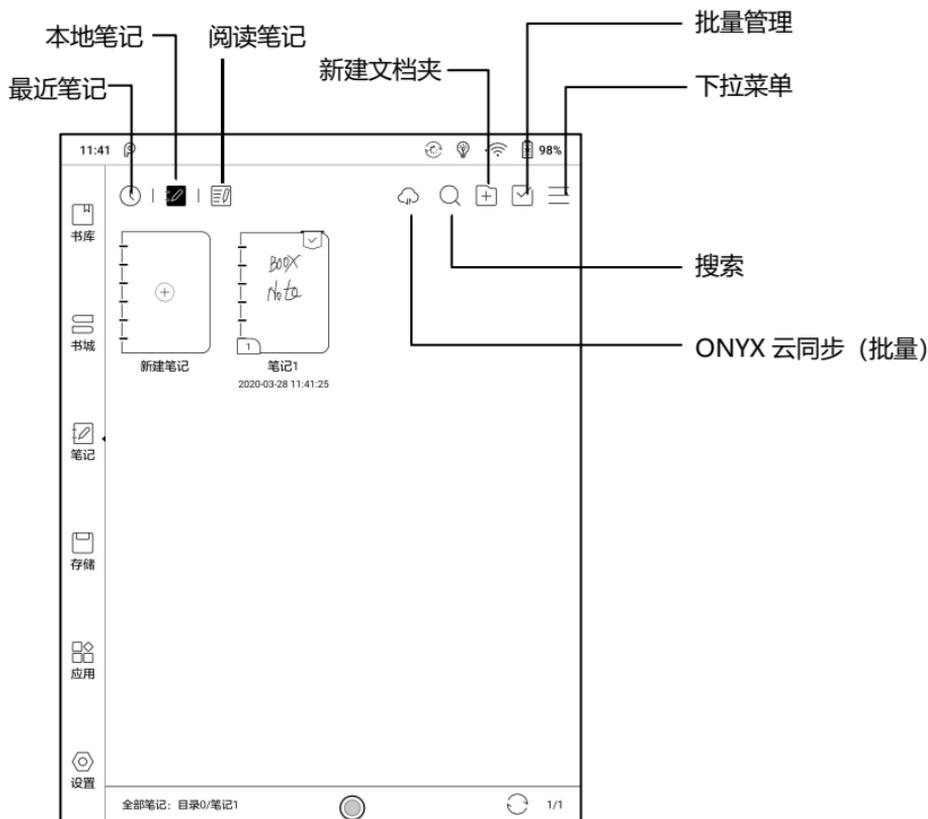 批量管理
本地笔记
阅读笔记
新建文档夹
下拉菜单
最近笔记
11:41
98%
书库
搜索
BOOX
Note
书城
ONYX 云同步（批量）
1
新建笔记
笔记1
2020-03-28 11:41:25
笔记
存储
应用
设置
全部笔记：目录0/笔记1
1/1